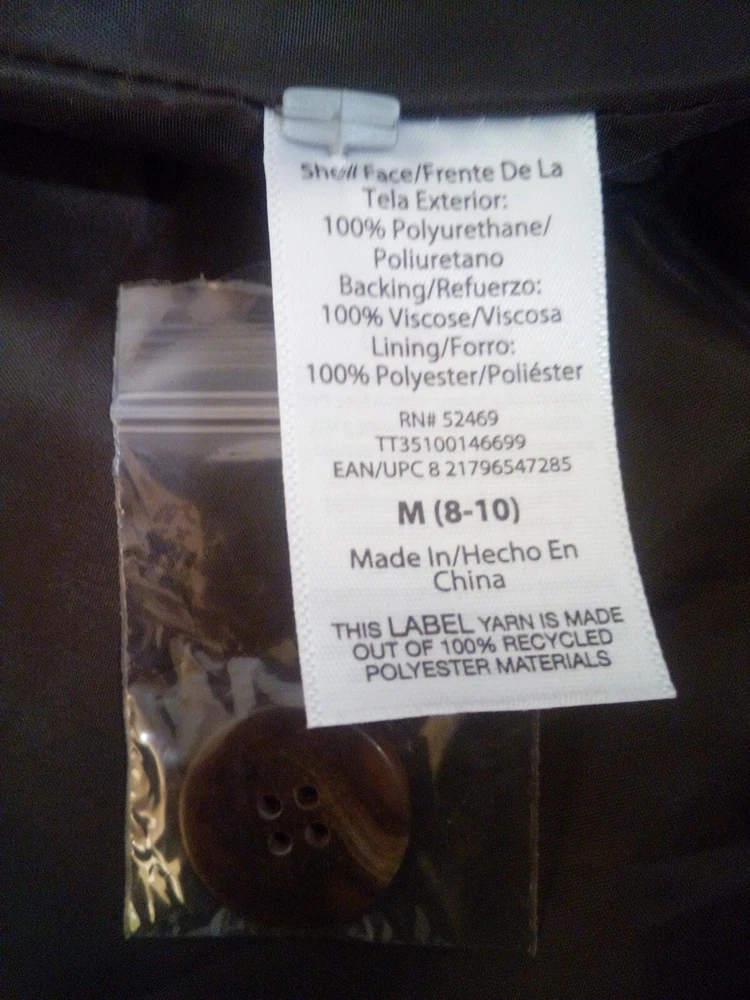 Shell Face/Frente De La
Tela Exterior:
100% Polyurethane/
Poliuretano
Backing/Refuerzo:
100% Viscose/Viscosa
Lining/Forro:
100% Polyester/Poliéster
RN# 52469
TT35100146699
EAN/UPC 8 21796547285
M (8-10)
Made In/Hecho En
China
THIS LABEL YARN IS MADE
OUT OF 100% RECYCLED
POLYESTER MATERIALS